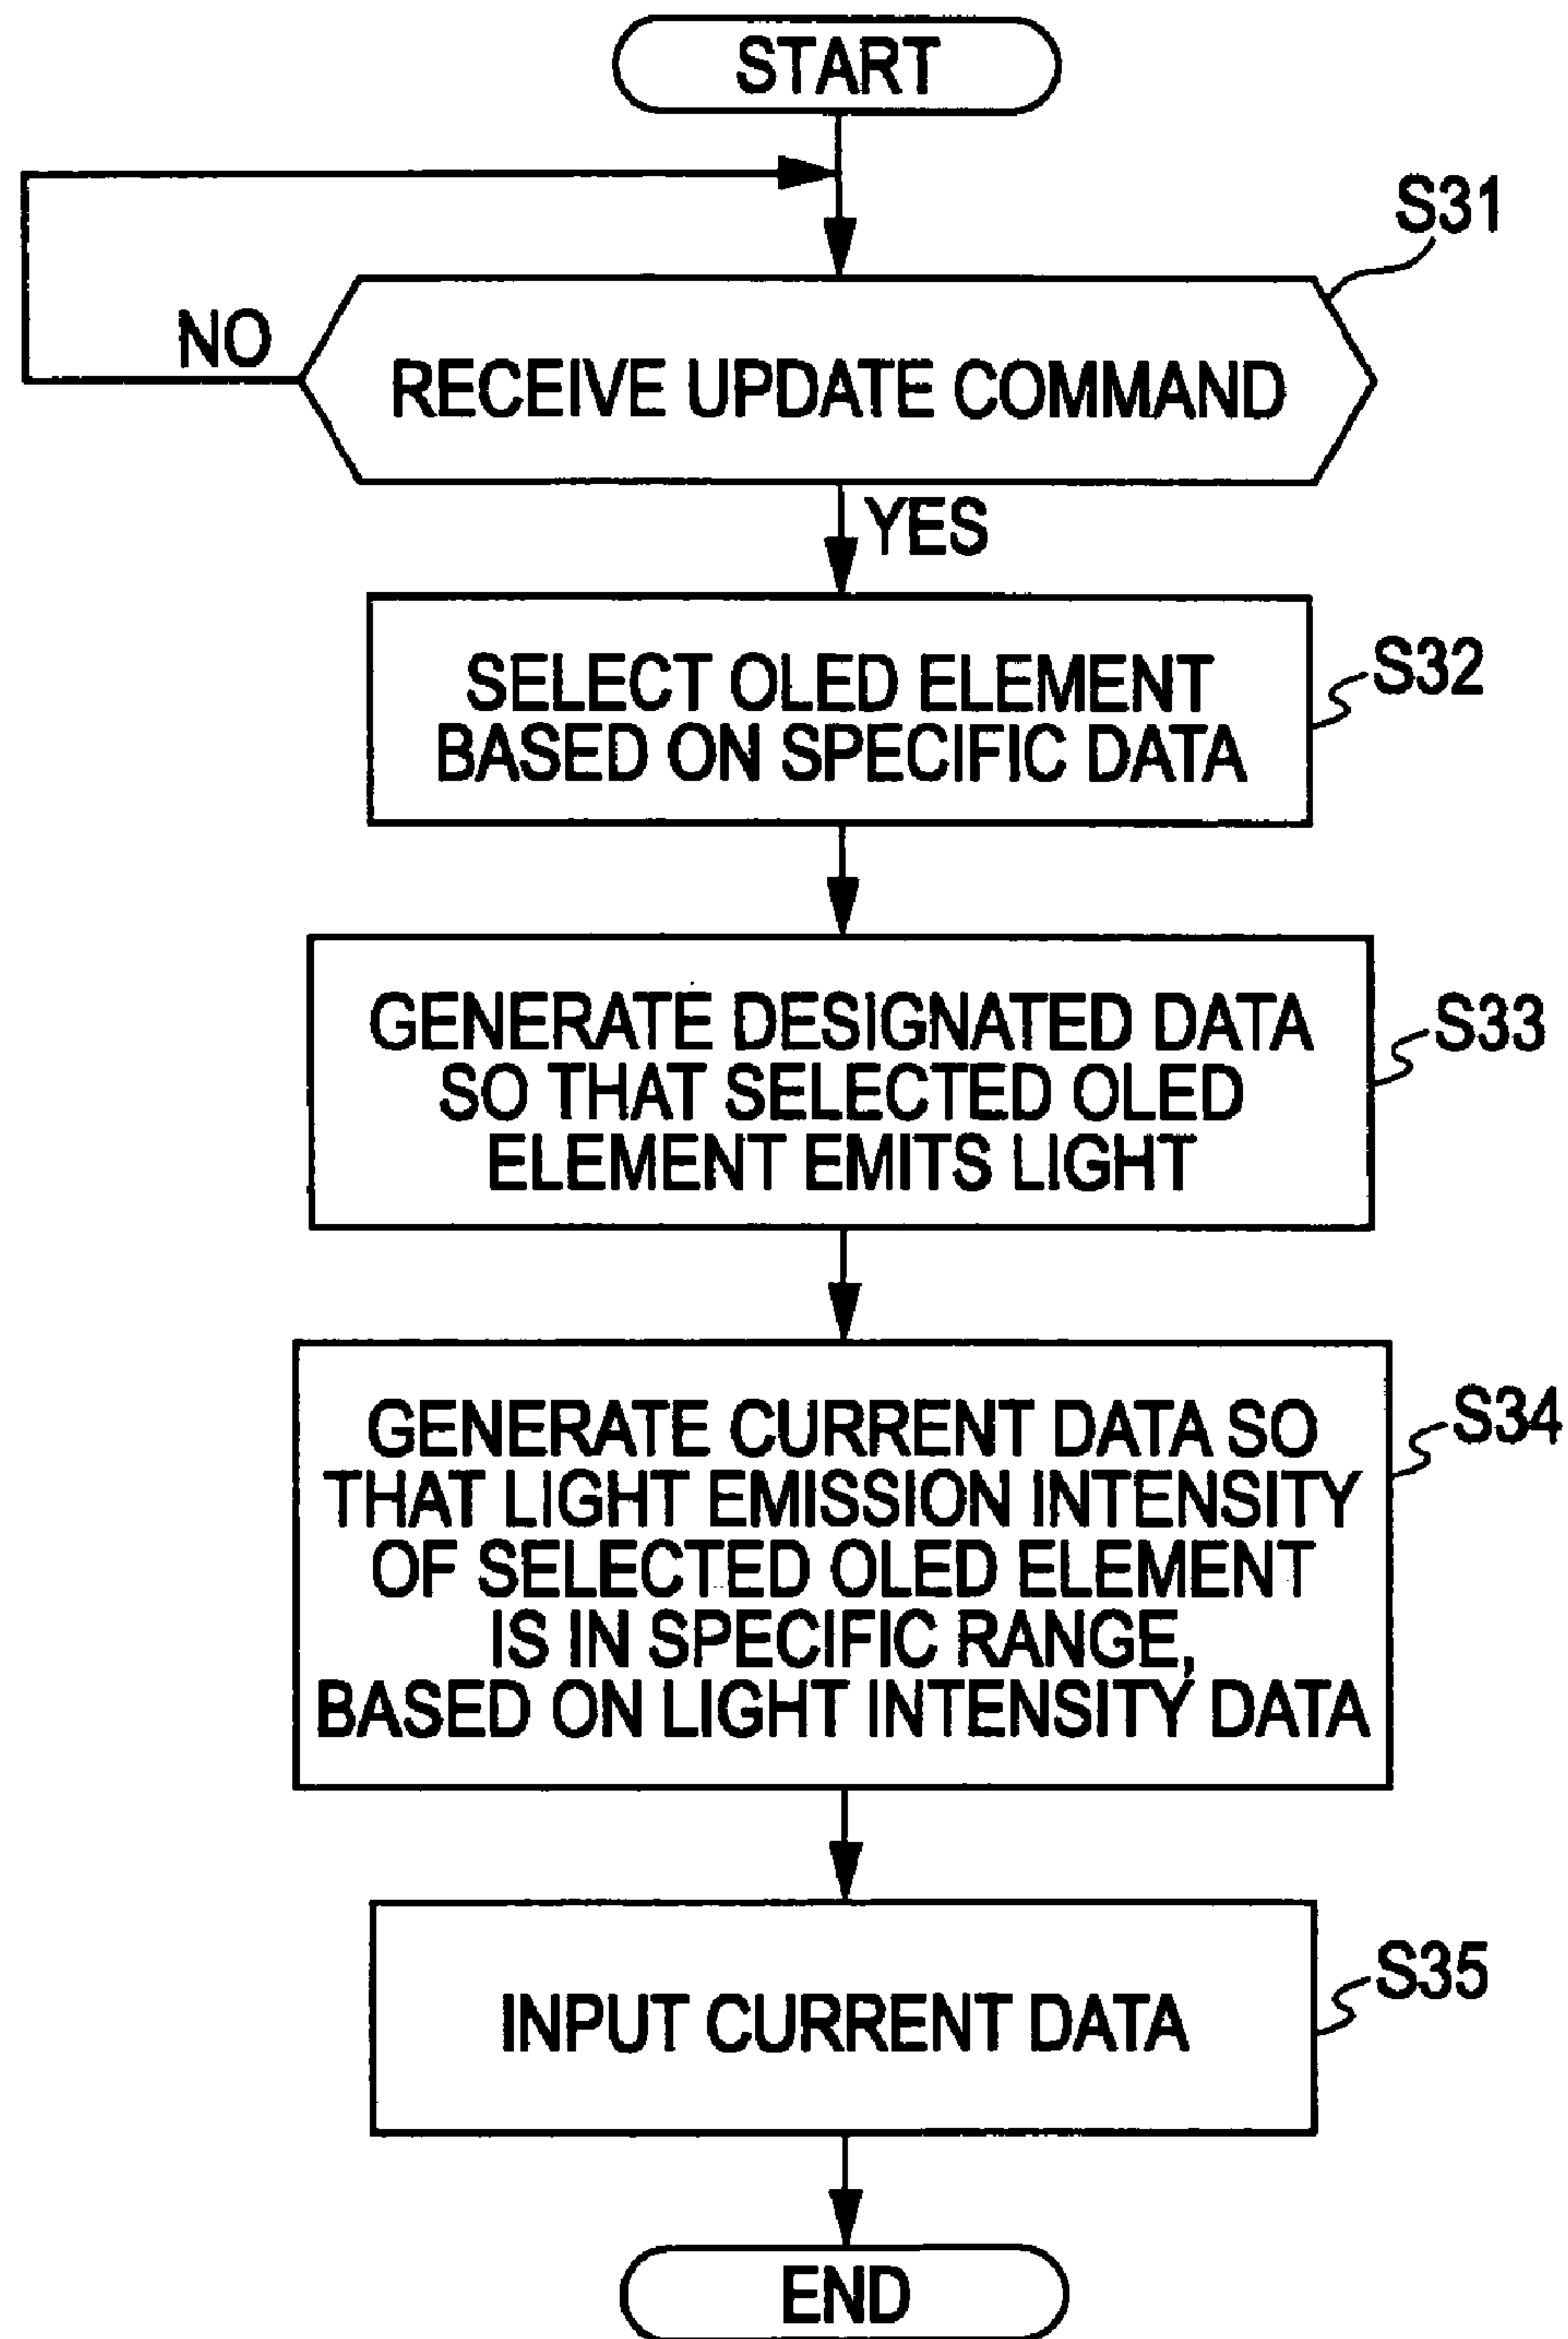 START
S31
NO
RECEIVE UPDATE COMMAND
YES
SELECT OLED ELEMENT
BASED ON SPECIFIC DATA
S32
GENERATE DESIGNATED DATA
SO THAT SELECTED OLED
ELEMENT EMITS LIGHT
S33
GENERATE CURRENT DATA SO
THAT LIGHT EMISSION INTENSITY
OF SELECTED OLED ELEMENT
IS IN SPECIFIC RANGE,
BASED ON LIGHT INTENSITY DATA
S34
INPUT CURRENT DATA
S35
END